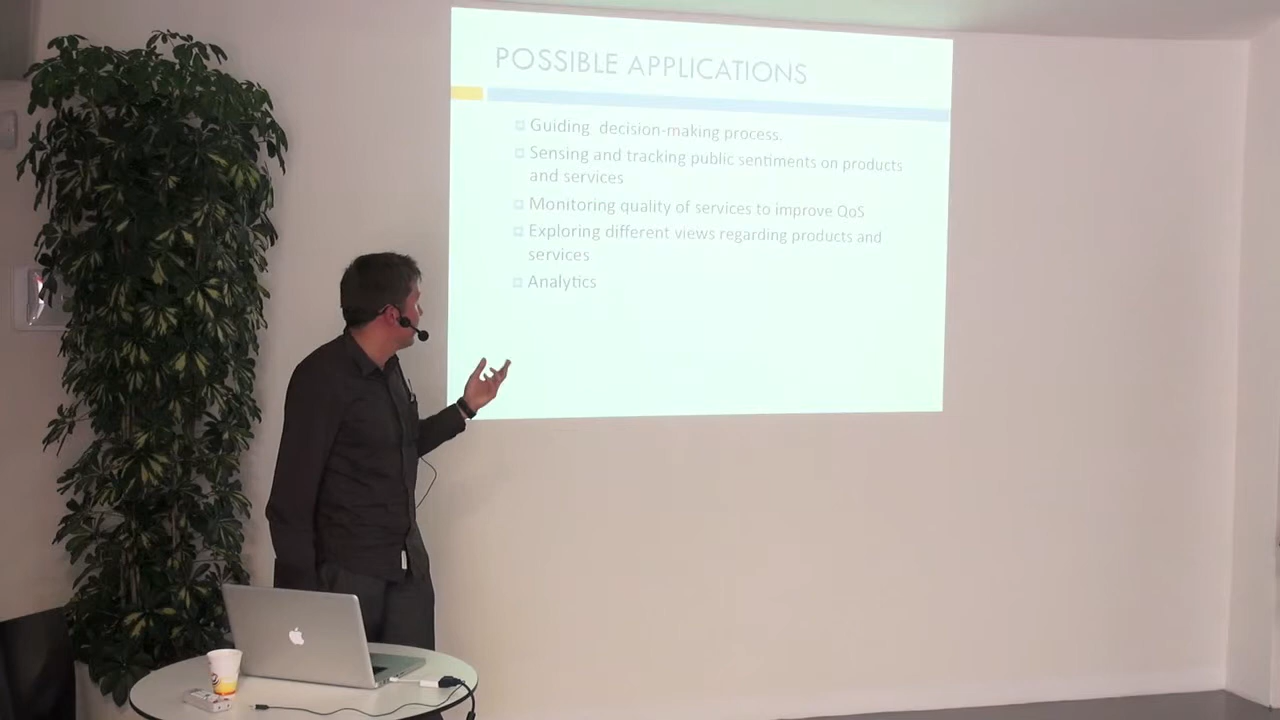 POSSIBLE APPLICATIONS
Guiding decision-making process.
Sensing and tracking public sentiments on products
and services
Monitoring quality of services to improve QoS
Exploring different views regarding products and
services
Analytics